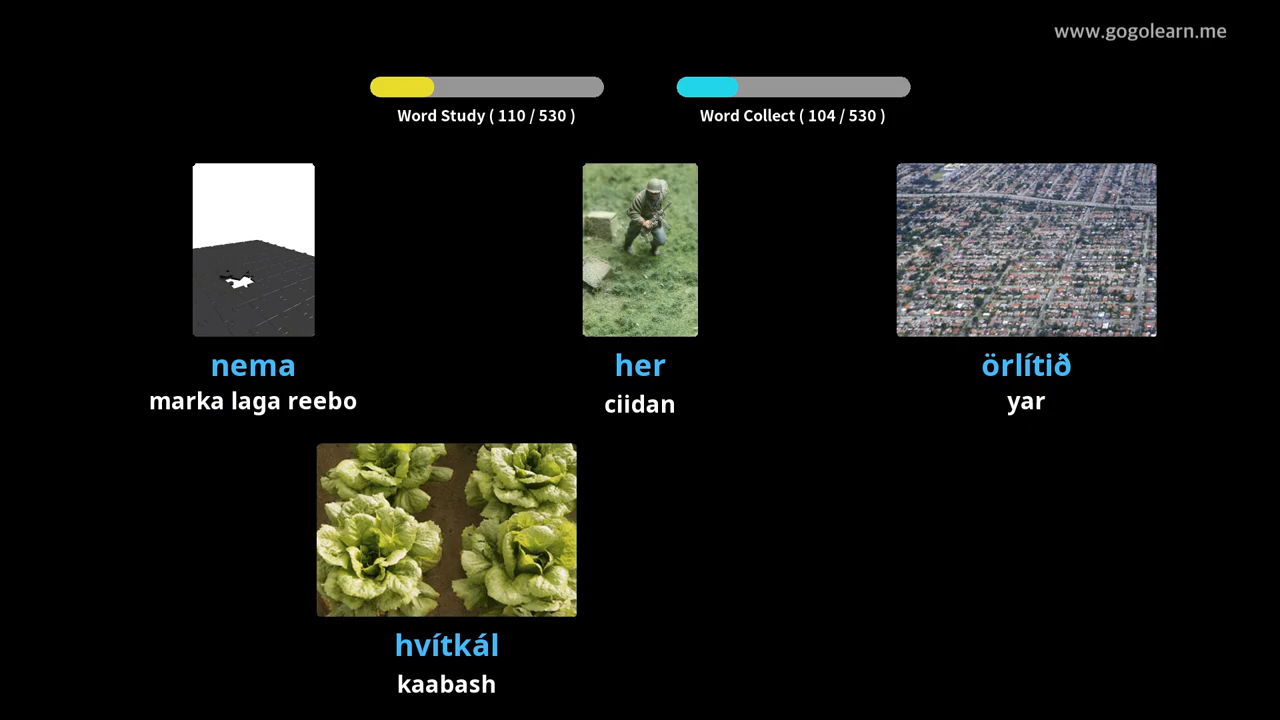 www.gogolearn.me
Word Study ( 110 / 530 )
Word Collect ( 104 / 530 )
nema
marka laga reebo
her
ciidan
örlítið
yar
hvítkál
kaabash